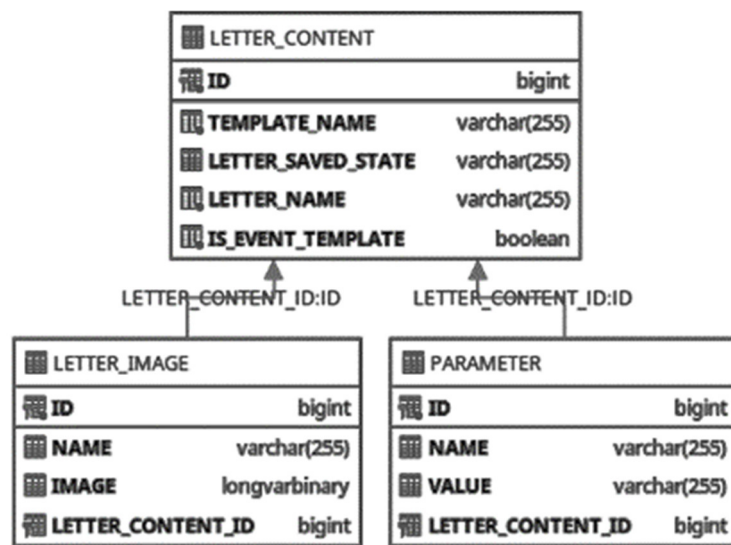 LETTER_CONTENT
ID bigint
TEMPLATE_NAME varchar(255)
LETTER_SAVED_STATE varchar(255)
LETTER_NAME varchar(255)
IS_EVENT_TEMPLATE boolean
LETTER_CONTENT_ID:ID LETTER_CONTENT_ID:ID
LETTER_IMAGE
ID bigint
NAME varchar(255)
IMAGE longvarbinary
LETTER_CONTENT_ID bigint
PARAMETER
ID bigint
NAME varchar(255)
VALUE varchar(255)
LETTER_CONTENT_ID bigint